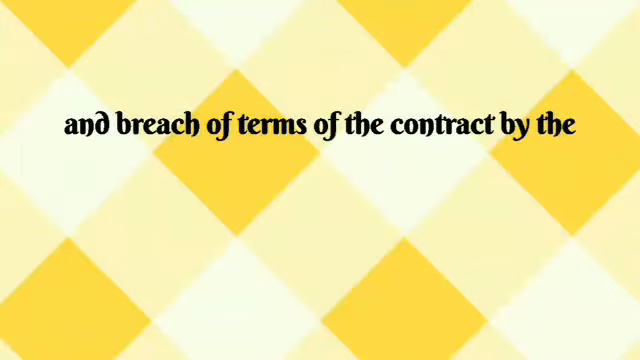 and breach of terms of the contract by the